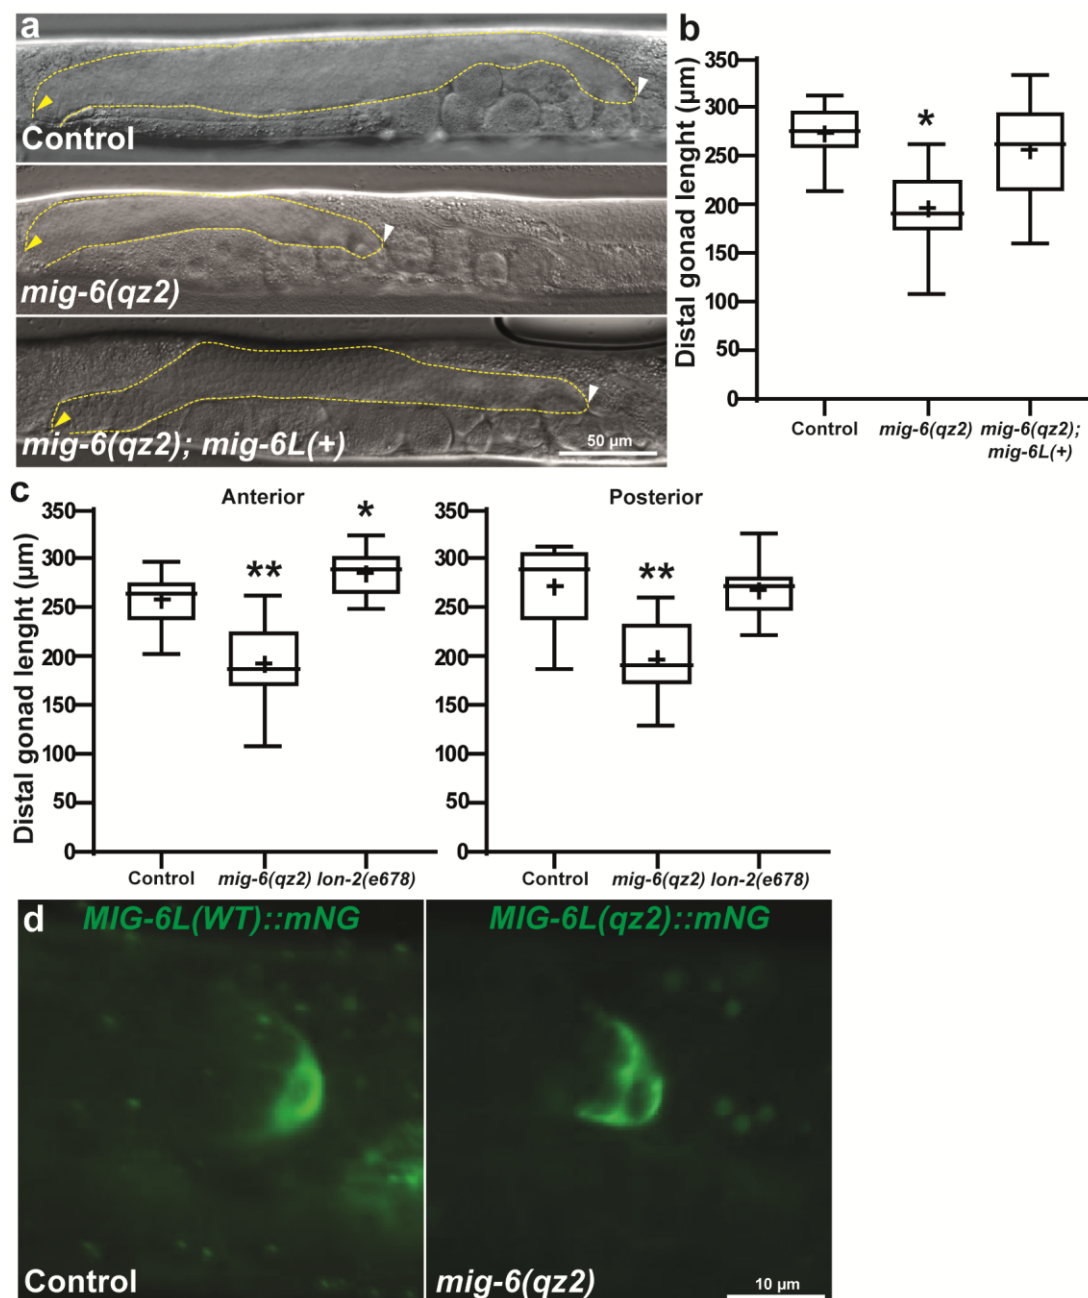 a
Control
mig-6(qz2)
mig-6(qz2); mig-6L(+)
50 µm
b
Distal gonad lenght (µm)
350
300
250
200
150
100
50
0
Control
mig-6(qz2)
mig-6(qz2);
mig-6L(+)
*
c
Anterior
Distal gonad lenght (µm)
350
300
250
200
150
100
50
0
Control
mig-6(qz2)
lon-2(e678)
**
*
Posterior
350
300
250
200
150
100
50
0
Control
mig-6(qz2)
lon-2(e678)
**
d
MIG-6L(WT)::mNG
Control
MIG-6L(qz2)::mNG
mig-6(qz2)
10 µm